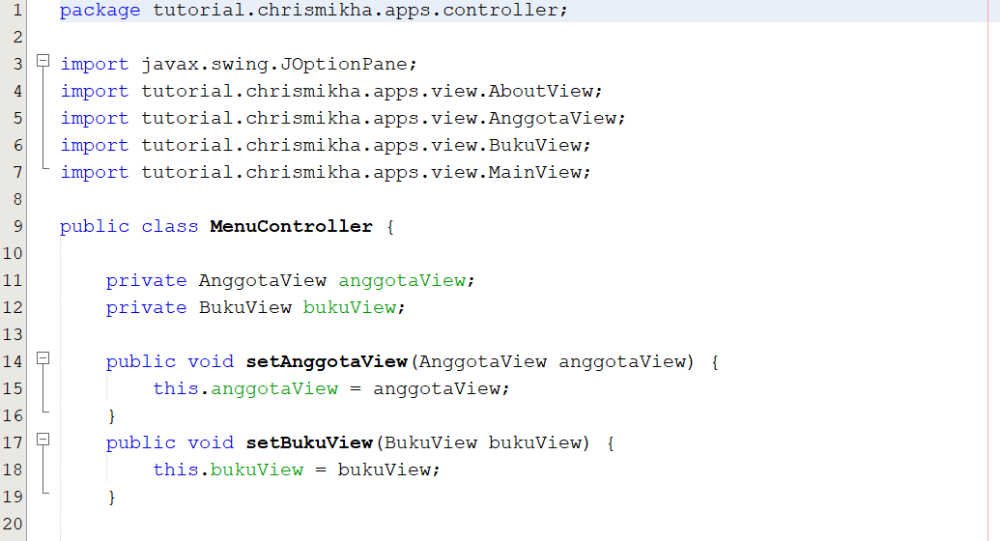 1 package tutorial.chrismikha.apps.controller;
2
3 import javax.swing.JOptionPane;
4 import tutorial.chrismikha.apps.view.AboutView;
5 import tutorial.chrismikha.apps.view.AnggotaView;
6 import tutorial.chrismikha.apps.view.BukuView;
7 import tutorial.chrismikha.apps.view.MainView;
8
9 public class MenuController {
10
11     private AnggotaView anggotaView;
12     private BukuView bukuView;
13
14     public void setAnggotaView(AnggotaView anggotaView) {
15         this.anggotaView = anggotaView;
16     }
17     public void setBukuView(BukuView bukuView) {
18         this.bukuView = bukuView;
19     }
20